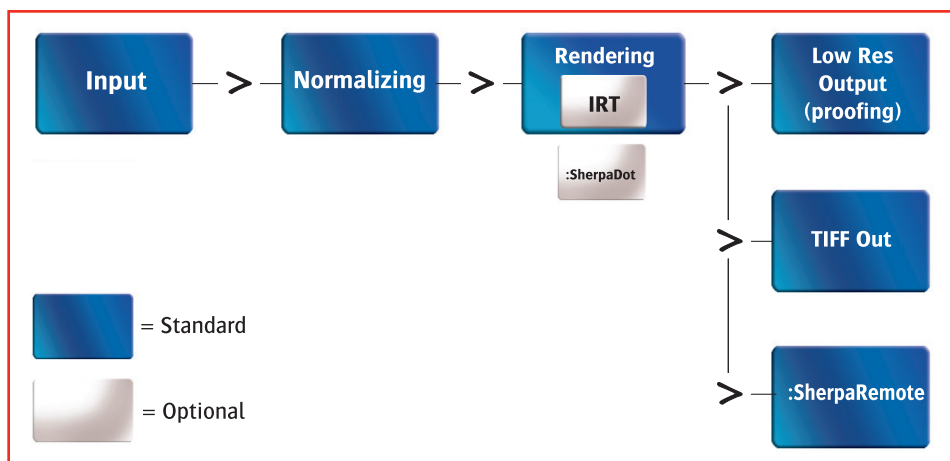 Input
>
Normalizing
>
Rendering
IRT
:SherpaDot
>
Low Res
Output
(proofing)
>
TIFF Out
>
:SherpaRemote
= Standard
= Optional